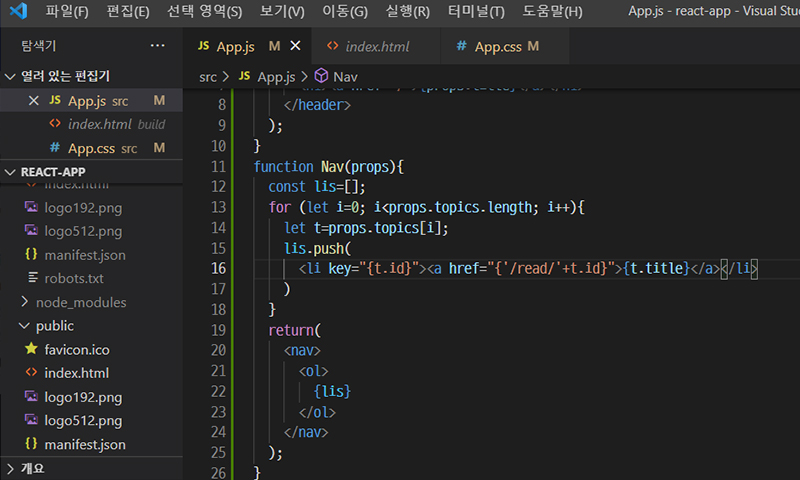 파일(F) 편집(E) 선택 영역(S) 보기(V) 이동(G) 실행(R) 터미널(T) 도움말(H) App.js - react-app - Visual Studi
탐색기 ···
열려 있는 편집기
JS App.js src M
<> index.html build
# App.css src M
REACT-APP
<> index.html
logo192.png
logo512.png
{} manifest.json
robots.txt
node_modules
public
favicon.ico
<> index.html
logo192.png
logo512.png
{} manifest.json
개요
JS App.js M
<> index.html
# App.css M
src > JS App.js > Nav
8 </header>
9 );
10 }
11 function Nav(props){
12 const lis=[];
13 for (let i=0; i<props.topics.length; i++){
14 let t=props.topics[i];
15 lis.push(
16 <li key="{t.id}"><a href="{'/read/'+t.id}">{t.title}</a></li>
17 )
18 }
19 return(
20 <nav>
21 <ol>
22 {lis}
23 </ol>
24 </nav>
25 );
26 }